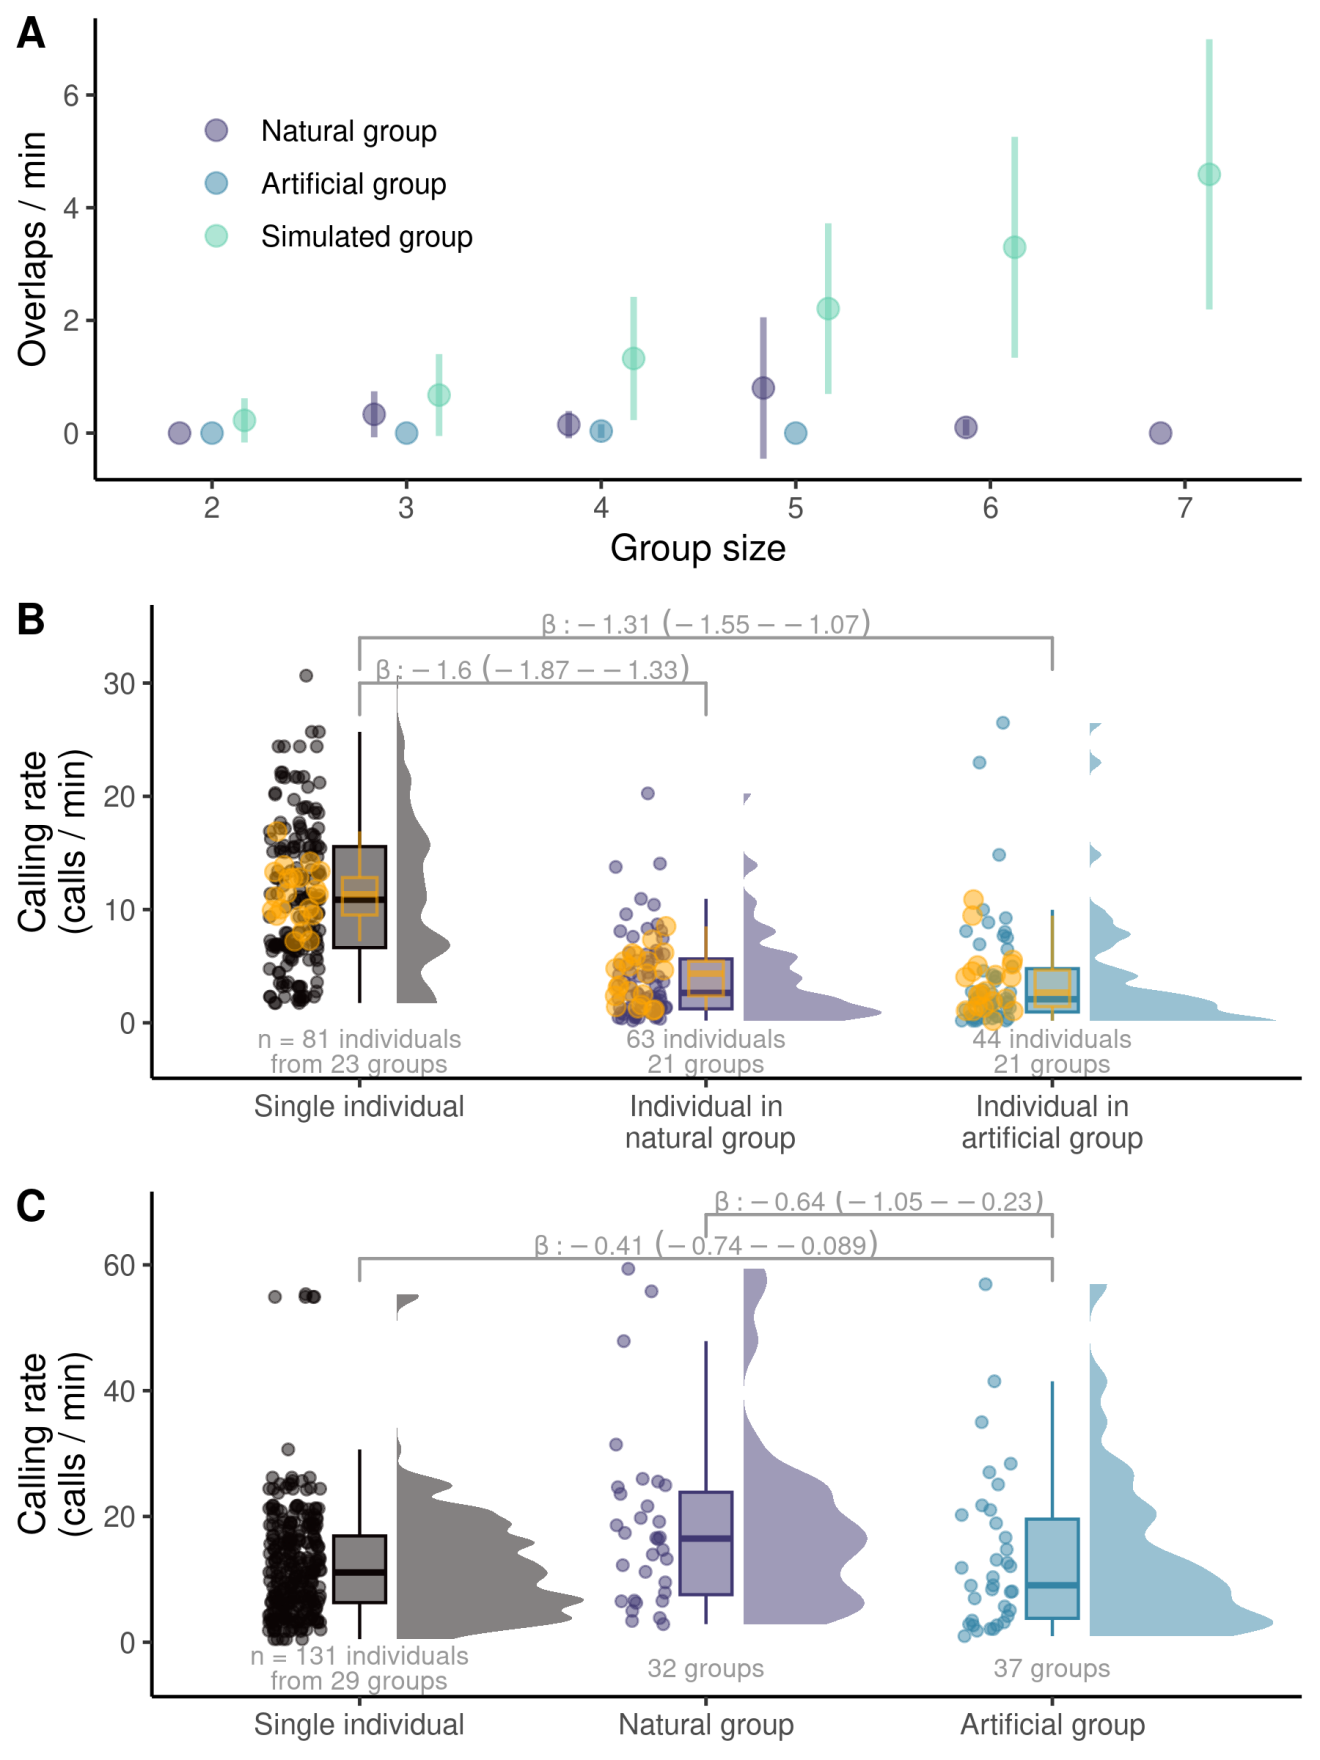 A
Overlaps / min
6
4
2
0
Natural group
Artificial group
Simulated group
2 3 4 5 6 7
Group size
B
Calling rate
(calls / min)
30
20
10
0
β : − 1.31 (− 1.55 − − 1.07)
β : − 1.6 (− 1.87 − − 1.33)
n = 81 individuals
from 23 groups
63 individuals
21 groups
44 individuals
21 groups
Single individual
Individual in
natural group
Individual in
artificial group
C
Calling rate
(calls / min)
60
40
20
0
β : − 0.64 (− 1.05 − − 0.23)
β : − 0.41 (− 0.74 − − 0.089)
n = 131 individuals
from 29 groups
32 groups
37 groups
Single individual
Natural group
Artificial group